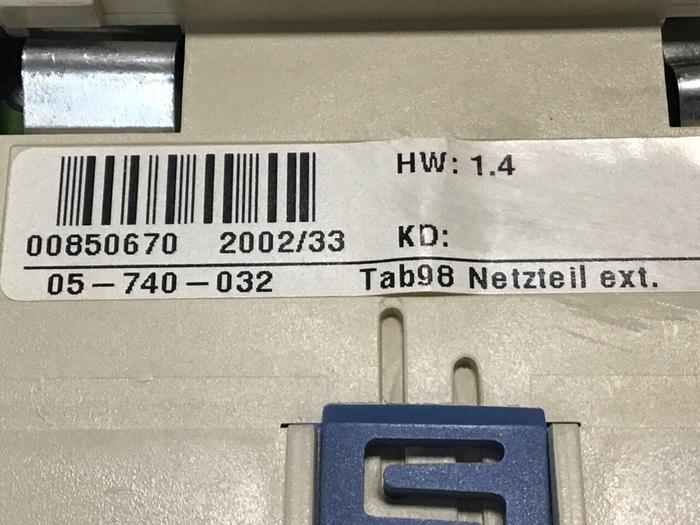 HW: 1.4
00850670 2002/33 KD:
05-740-032 Tab98 Netzteil ext.